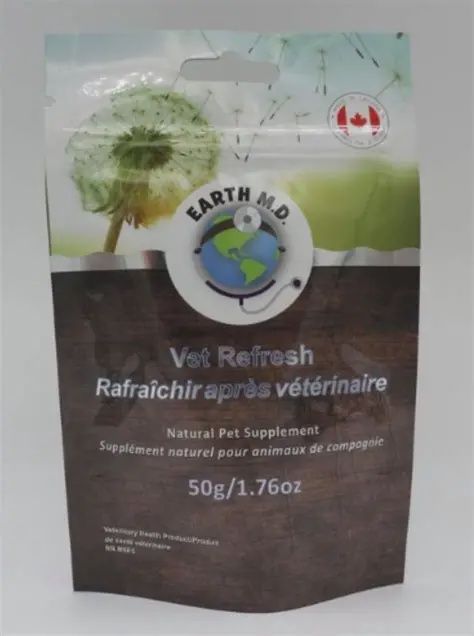 EARTH M.D.
Vet Refresh
Rafraîchir après vétérinaire
Natural Pet Supplement
Supplément naturel pour animaux de compagnie
50g/1.76oz
Veterinary Health Product/Produit
de santé vétérinaire